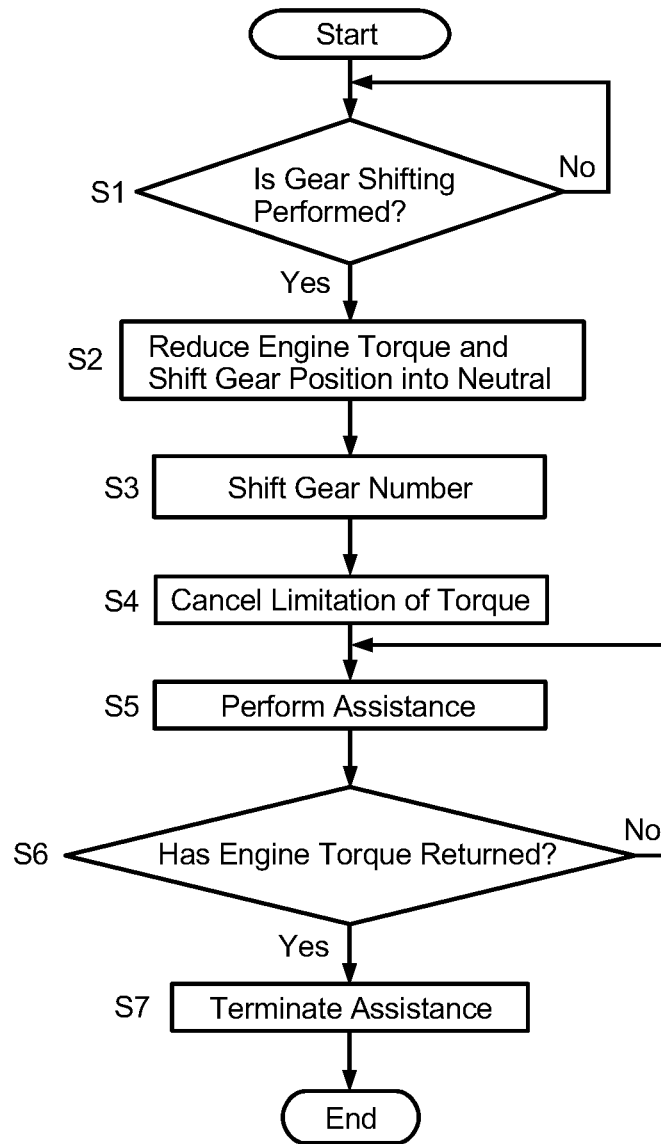 Start
S1
Is Gear Shifting
Performed?
No
Yes
S2
Reduce Engine Torque and
Shift Gear Position into Neutral
S3
Shift Gear Number
S4
Cancel Limitation of Torque
S5
Perform Assistance
S6
Has Engine Torque Returned?
No
Yes
S7
Terminate Assistance
End